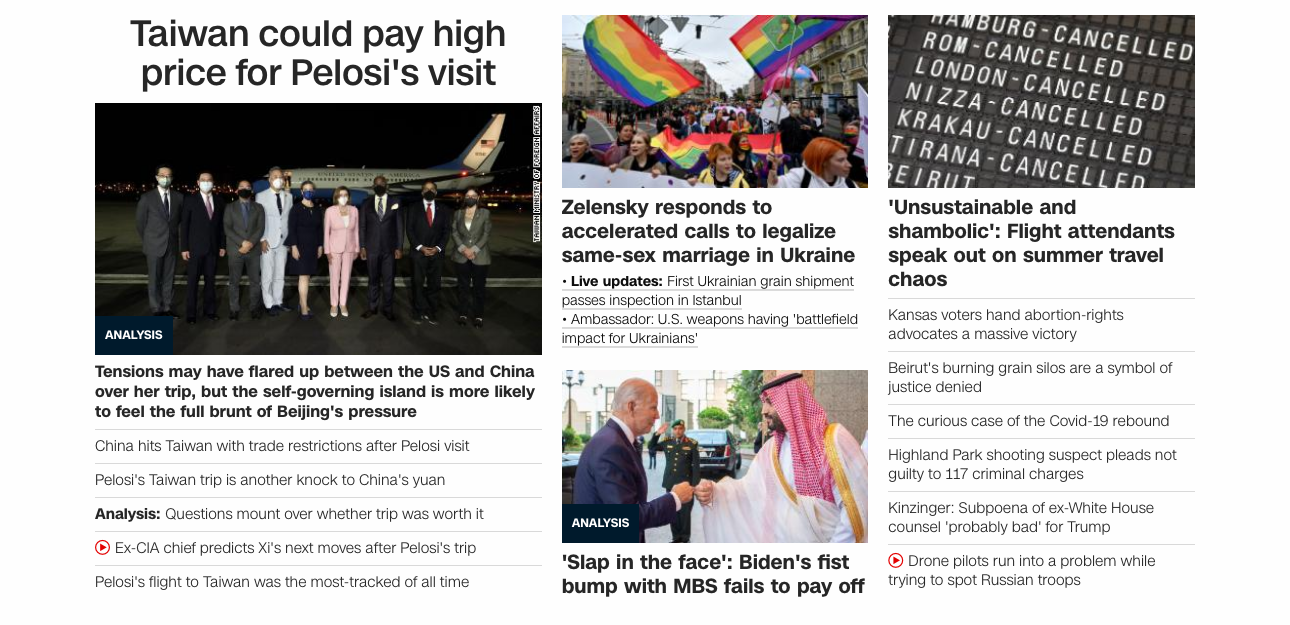 Taiwan could pay high
price for Pelosi's visit
UNITED STATES OF AMERICA
TAIWAN MINISTRY OF FOREIGN AFFAIRS
ANALYSIS
Tensions may have flared up between the US and China
over her trip, but the self-governing island is more likely
to feel the full brunt of Beijing's pressure
China hits Taiwan with trade restrictions after Pelosi visit
Pelosi's Taiwan trip is another knock to China's yuan
Analysis: Questions mount over whether trip was worth it
Ex-CIA chief predicts Xi's next moves after Pelosi's trip
Pelosi's flight to Taiwan was the most-tracked of all time
Zelensky responds to
accelerated calls to legalize
same-sex marriage in Ukraine
• Live updates: First Ukrainian grain shipment
passes inspection in Istanbul
• Ambassador: U.S. weapons having 'battlefield
impact for Ukrainians'
ANALYSIS
'Slap in the face': Biden's fist
bump with MBS fails to pay off
HAMBURG-CANCELLED
ROM-CANCELLED
LONDON-CANCELLED
NIZZA-CANCELLED
KRAKAU-CANCELLED
TIRANA-CANCELLED
BEIRUT
'Unsustainable and
shambolic': Flight attendants
speak out on summer travel
chaos
Kansas voters hand abortion-rights
advocates a massive victory
Beirut's burning grain silos are a symbol of
justice denied
The curious case of the Covid-19 rebound
Highland Park shooting suspect pleads not
guilty to 117 criminal charges
Kinzinger: Subpoena of ex-White House
counsel 'probably bad' for Trump
Drone pilots run into a problem while
trying to spot Russian troops